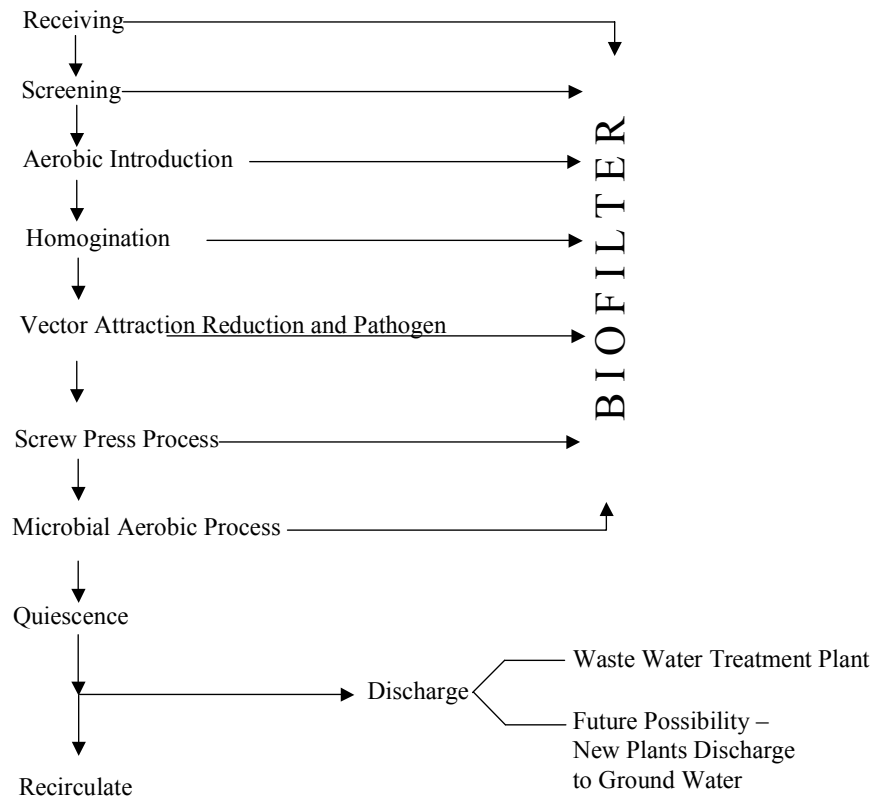 Receiving
Screening
Aerobic Introduction
Homogination
Vector Attraction Reduction and Pathogen
Screw Press Process
Microbial Aerobic Process
Quiescence
Recirculate
BIOFILTER
Discharge
Waste Water Treatment Plant
Future Possibility –
New Plants Discharge
to Ground Water